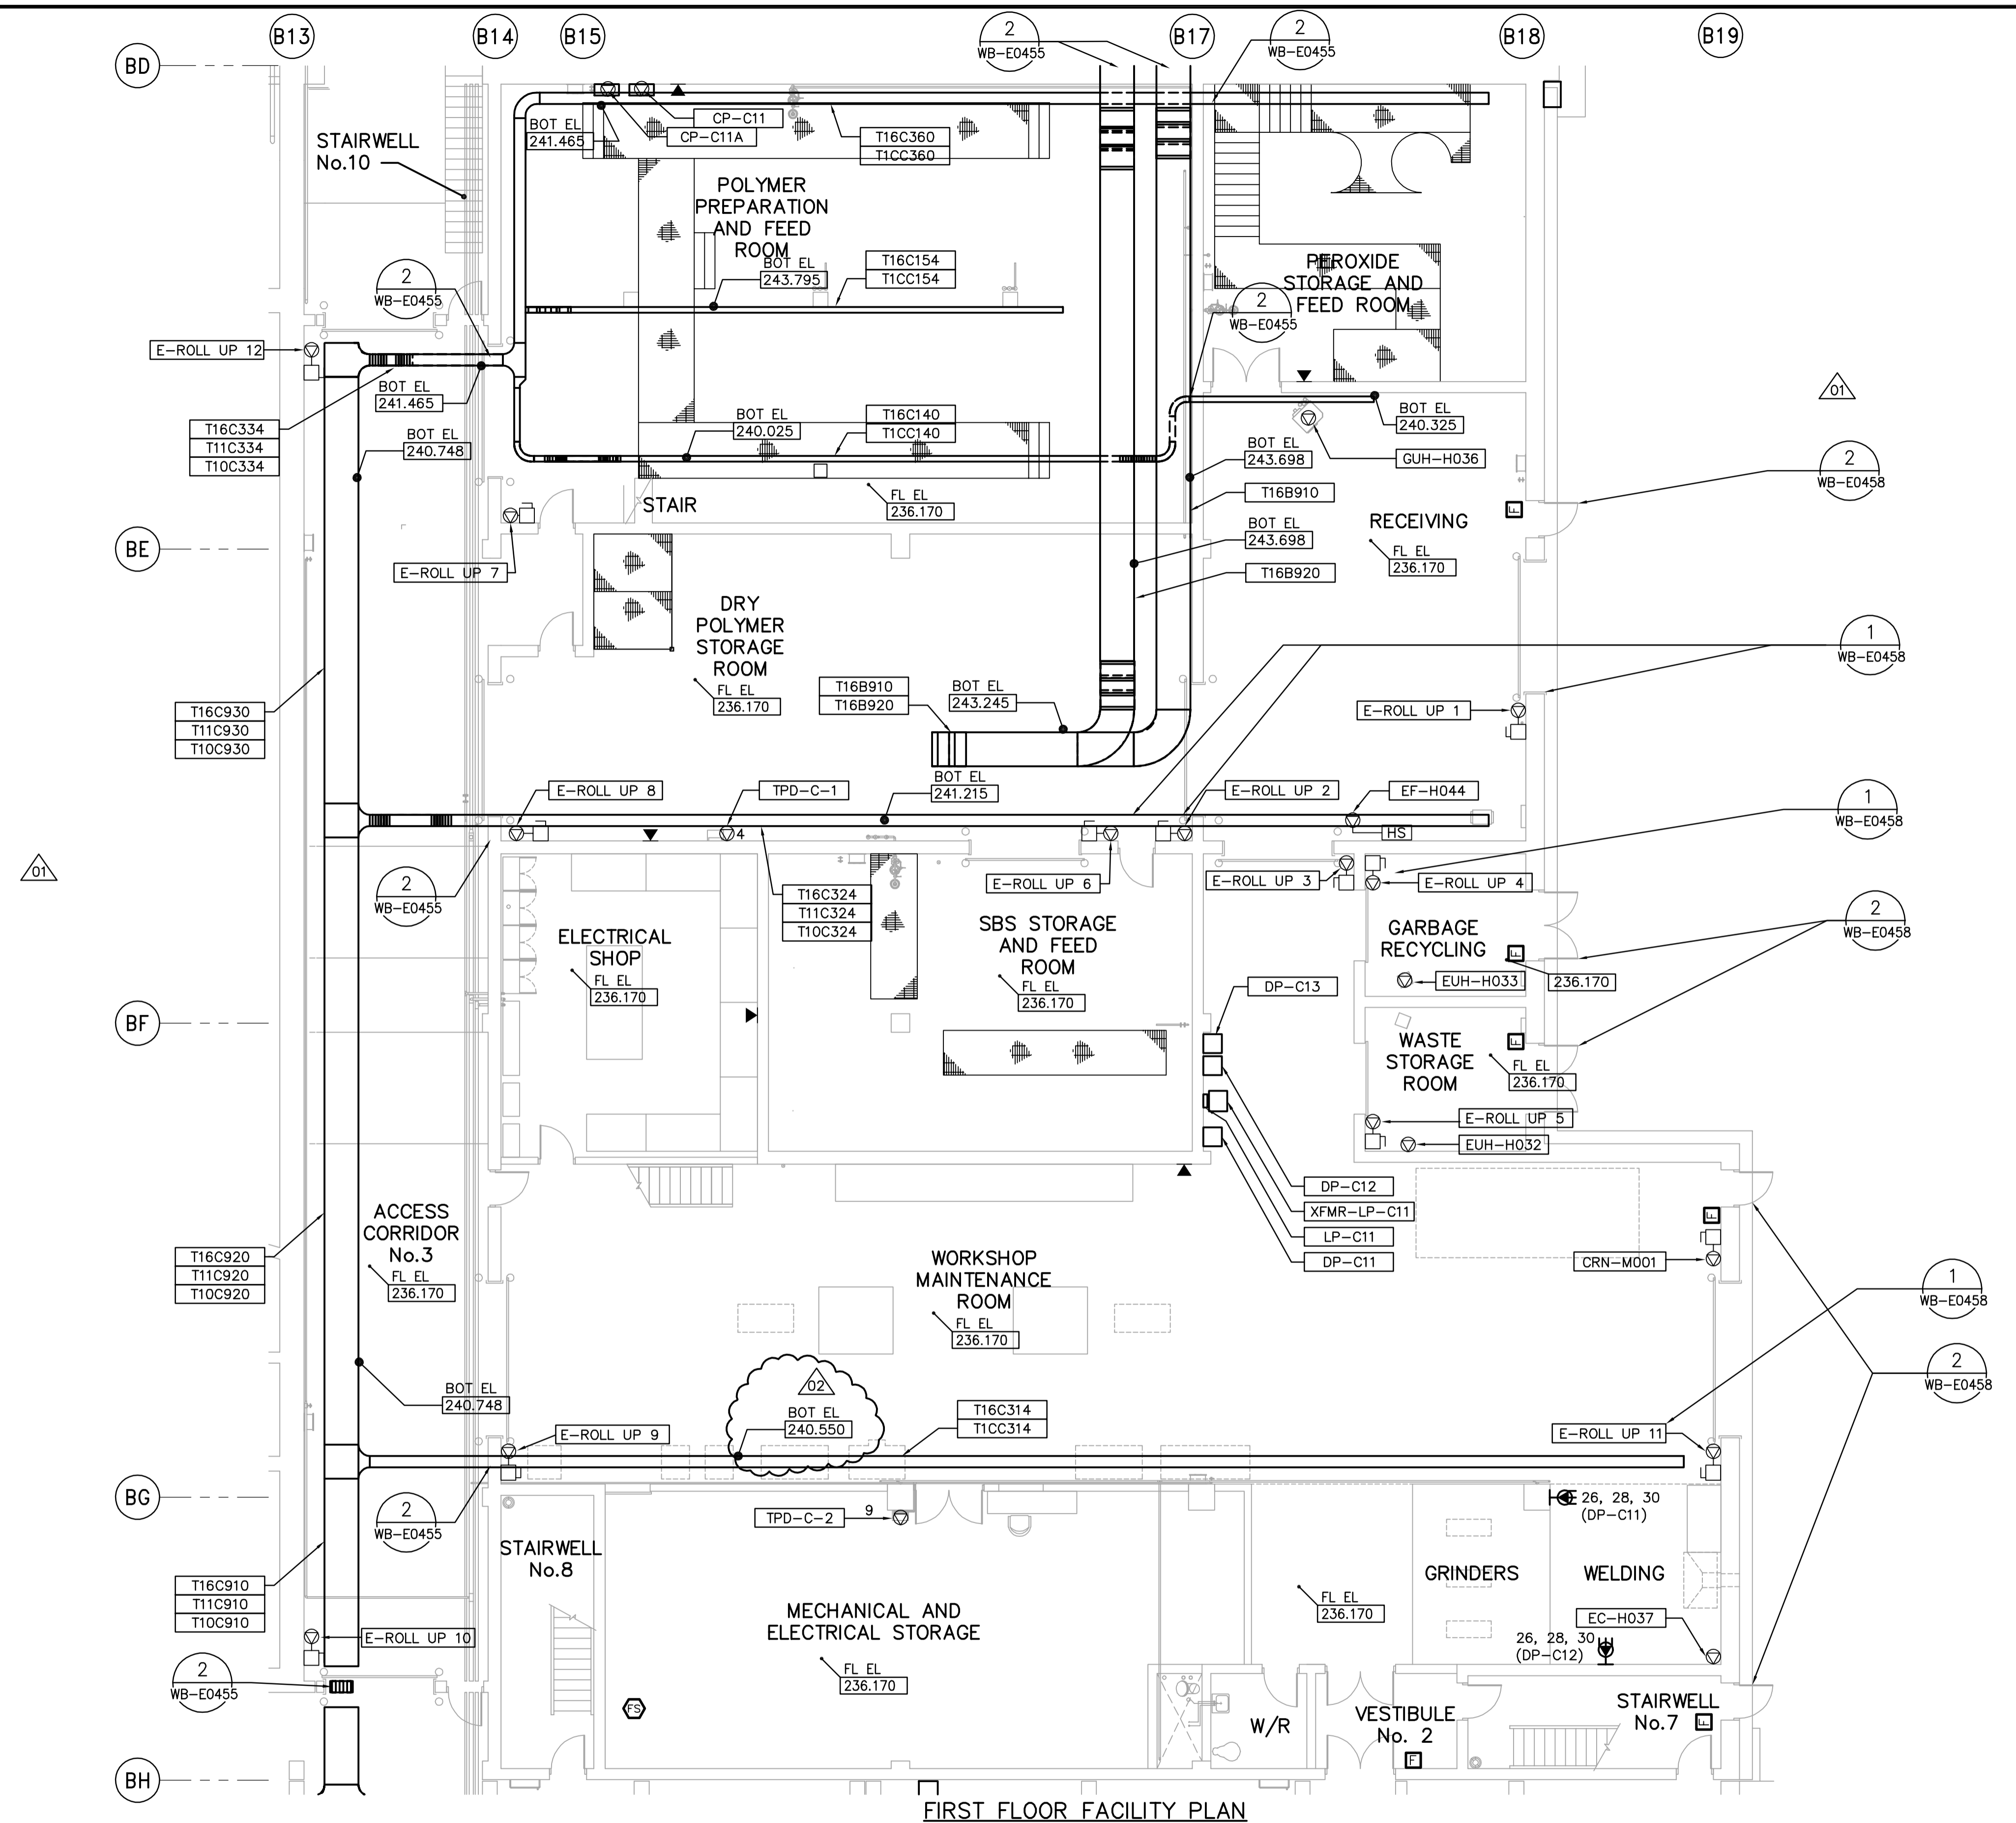 B13
B14
B15
2
WB-E0455
B17
2
WB-E0455
B18
B19
BD
STAIRWELL
No.10
BOT EL
241.465
CP-C11
CP-C11A
T16C360
T1CC360
POLYMER
PREPARATION
AND FEED
ROOM
BOT EL
243.795
T16C154
T1CC154
PEROXIDE
STORAGE AND
FEED ROOM
2
WB-E0455
2
WB-E0455
E-ROLL UP 12
BOT EL
241.465
T16C334
T11C334
T10C334
BOT EL
240.748
BOT EL
240.025
T16C140
T1CC140
BOT EL
240.325
01
BOT EL
243.698
GUH-H036
2
WB-E0458
T16B910
STAIR
FL EL
236.170
RECEIVING
F
BE
E-ROLL UP 7
BOT EL
243.698
FL EL
236.170
T16B920
DRY
POLYMER
STORAGE
ROOM
FL EL
236.170
1
WB-E0458
T16B910
T16B920
BOT EL
243.245
E-ROLL UP 1
T16C930
T11C930
T10C930
E-ROLL UP 8
TPD-C-1
4
BOT EL
241.215
E-ROLL UP 2
EF-H044
HS
1
WB-E0458
01
2
WB-E0455
T16C324
T11C324
T10C324
E-ROLL UP 6
E-ROLL UP 3
E-ROLL UP 4
ELECTRICAL
SHOP
FL EL
236.170
SBS STORAGE
AND FEED
ROOM
FL EL
236.170
GARBAGE
RECYCLING
F
2
WB-E0458
EUH-H033
236.170
DP-C13
BF
WASTE
STORAGE
ROOM
F
FL EL
236.170
E-ROLL UP 5
EUH-H032
DP-C12
XFMR-LP-C11
LP-C11
DP-C11
ACCESS
CORRIDOR
No.3
FL EL
236.170
T16C920
T11C920
T10C920
WORKSHOP
MAINTENANCE
ROOM
FL EL
236.170
F
CRN-M001
1
WB-E0458
2
WB-E0458
BOT EL
240.748
02
BOT EL
240.550
T16C314
T1CC314
E-ROLL UP 9
E-ROLL UP 11
BG
2
WB-E0455
TPD-C-2
9
26, 28, 30
(DP-C11)
STAIRWELL
No.8
GRINDERS
WELDING
T16C910
T11C910
T10C910
MECHANICAL AND
ELECTRICAL STORAGE
FL EL
236.170
FL EL
236.170
EC-H037
26, 28, 30
(DP-C12)
E-ROLL UP 10
2
WB-E0455
FS
W/R
VESTIBULE
No. 2
F
STAIRWELL
No.7
F
BH
FIRST FLOOR FACILITY PLAN